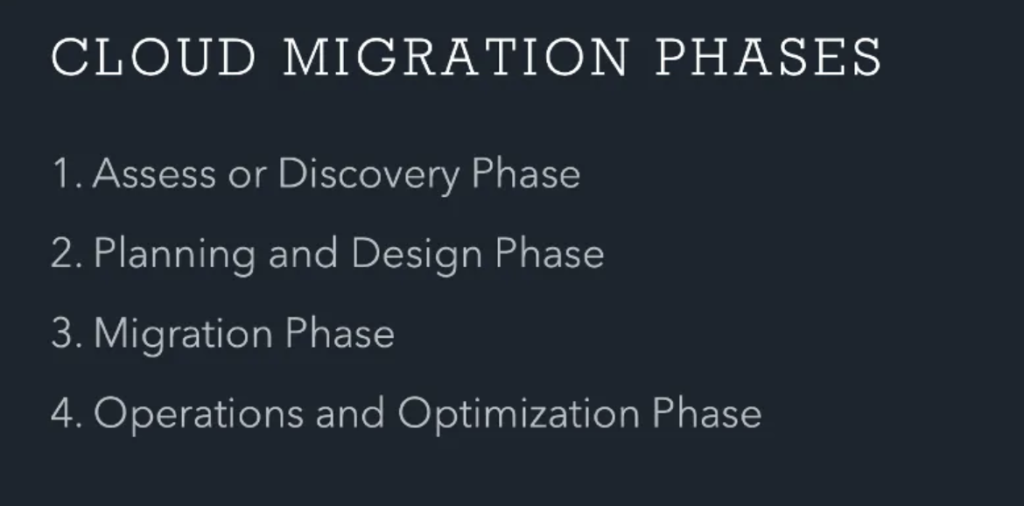 CLOUD MIGRATION PHASES
1. Assess or Discovery Phase
2. Planning and Design Phase
3. Migration Phase
4. Operations and Optimization Phase